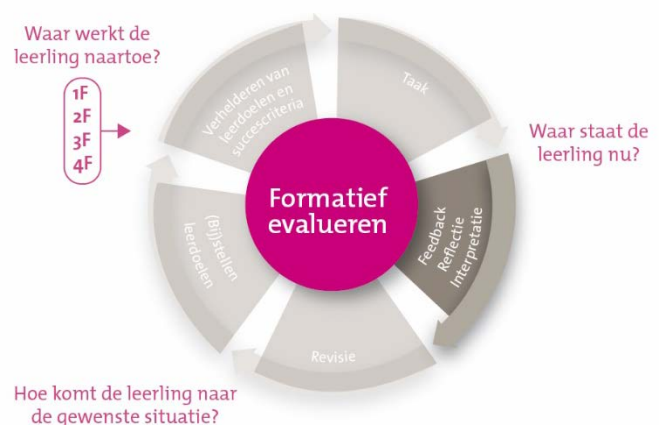 Waar werkt de
leerling naartoe?
1F
2F
3F
4F
Verhelderen van
leerdoelen en
succescriteria
Taak
Waar staat de
leerling nu?
Formatief
evalueren
Feedback
Reflectie
Interpretatie
(Bij)stellen
leerdoelen
Revisie
Hoe komt de leerling naar
de gewenste situatie?